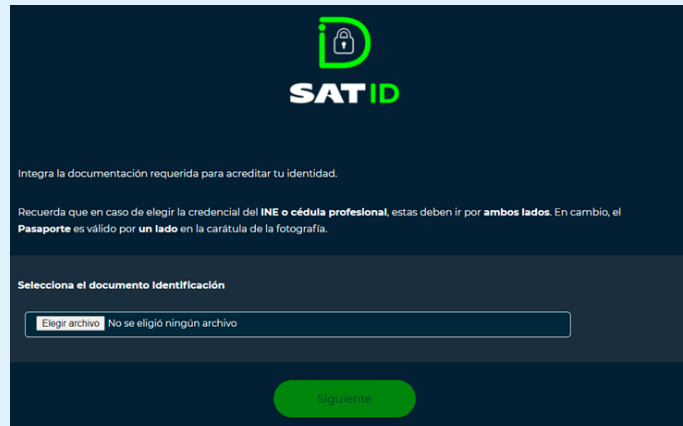 SAT ID
Integra la documentación requerida para acreditar tu identidad.
Recuerda que en caso de elegir la credencial del INE o cédula profesional, estas deben ir por ambos lados. En cambio, el
Pasaporte es válido por un lado en la carátula de la fotografía.
Selecciona el documento Identificación
Elegir archivo No se eligió ningún archivo
Siguiente